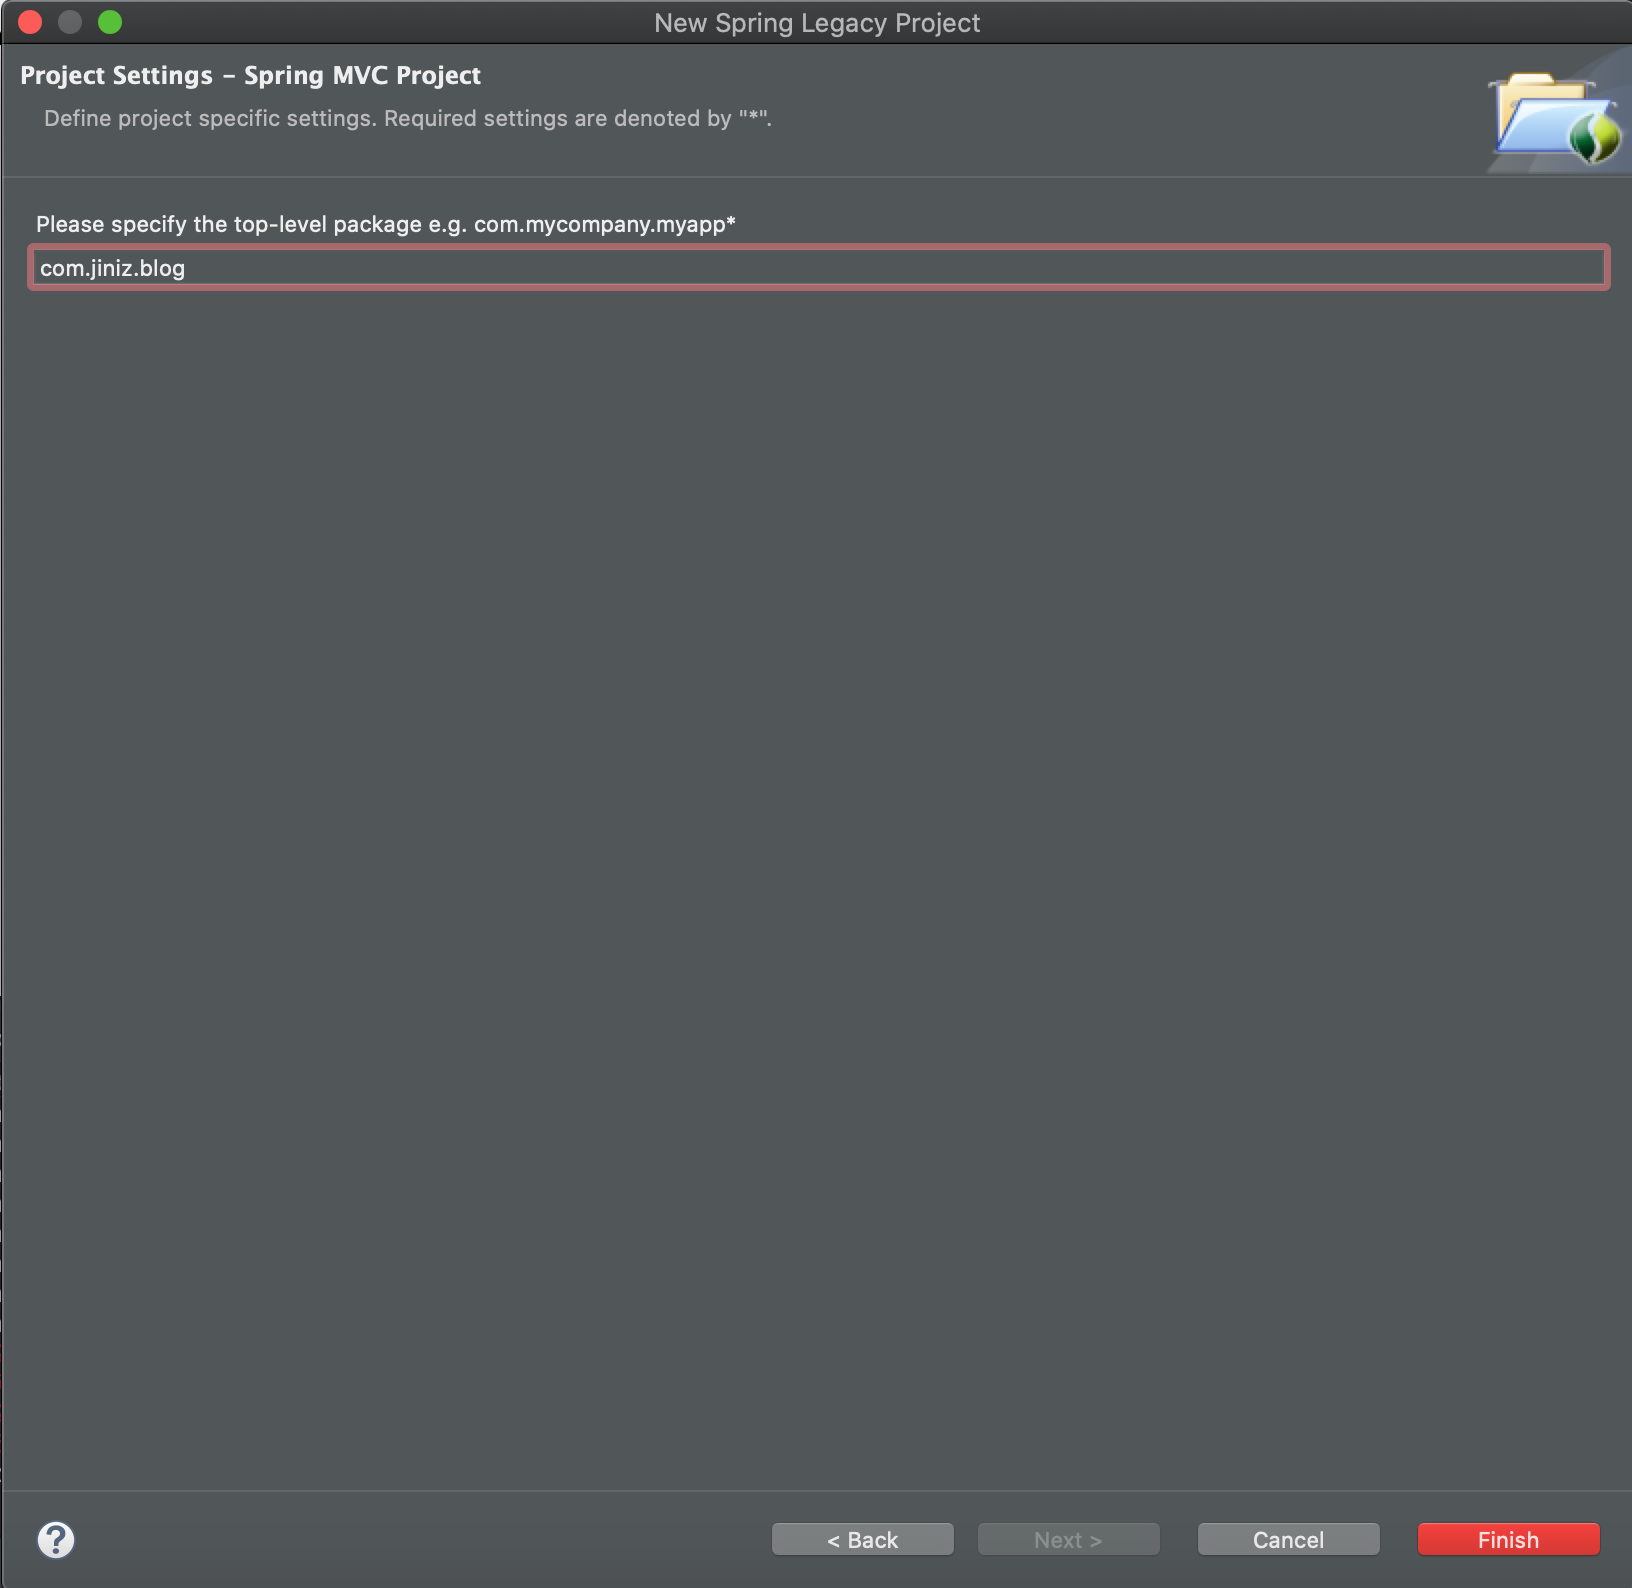 New Spring Legacy Project
Project Settings - Spring MVC Project
Define project specific settings. Required settings are denoted by "*".
Please specify the top-level package e.g. com.mycompany.myapp*
com.jiniz.blog
?
< Back
Next >
Cancel
Finish